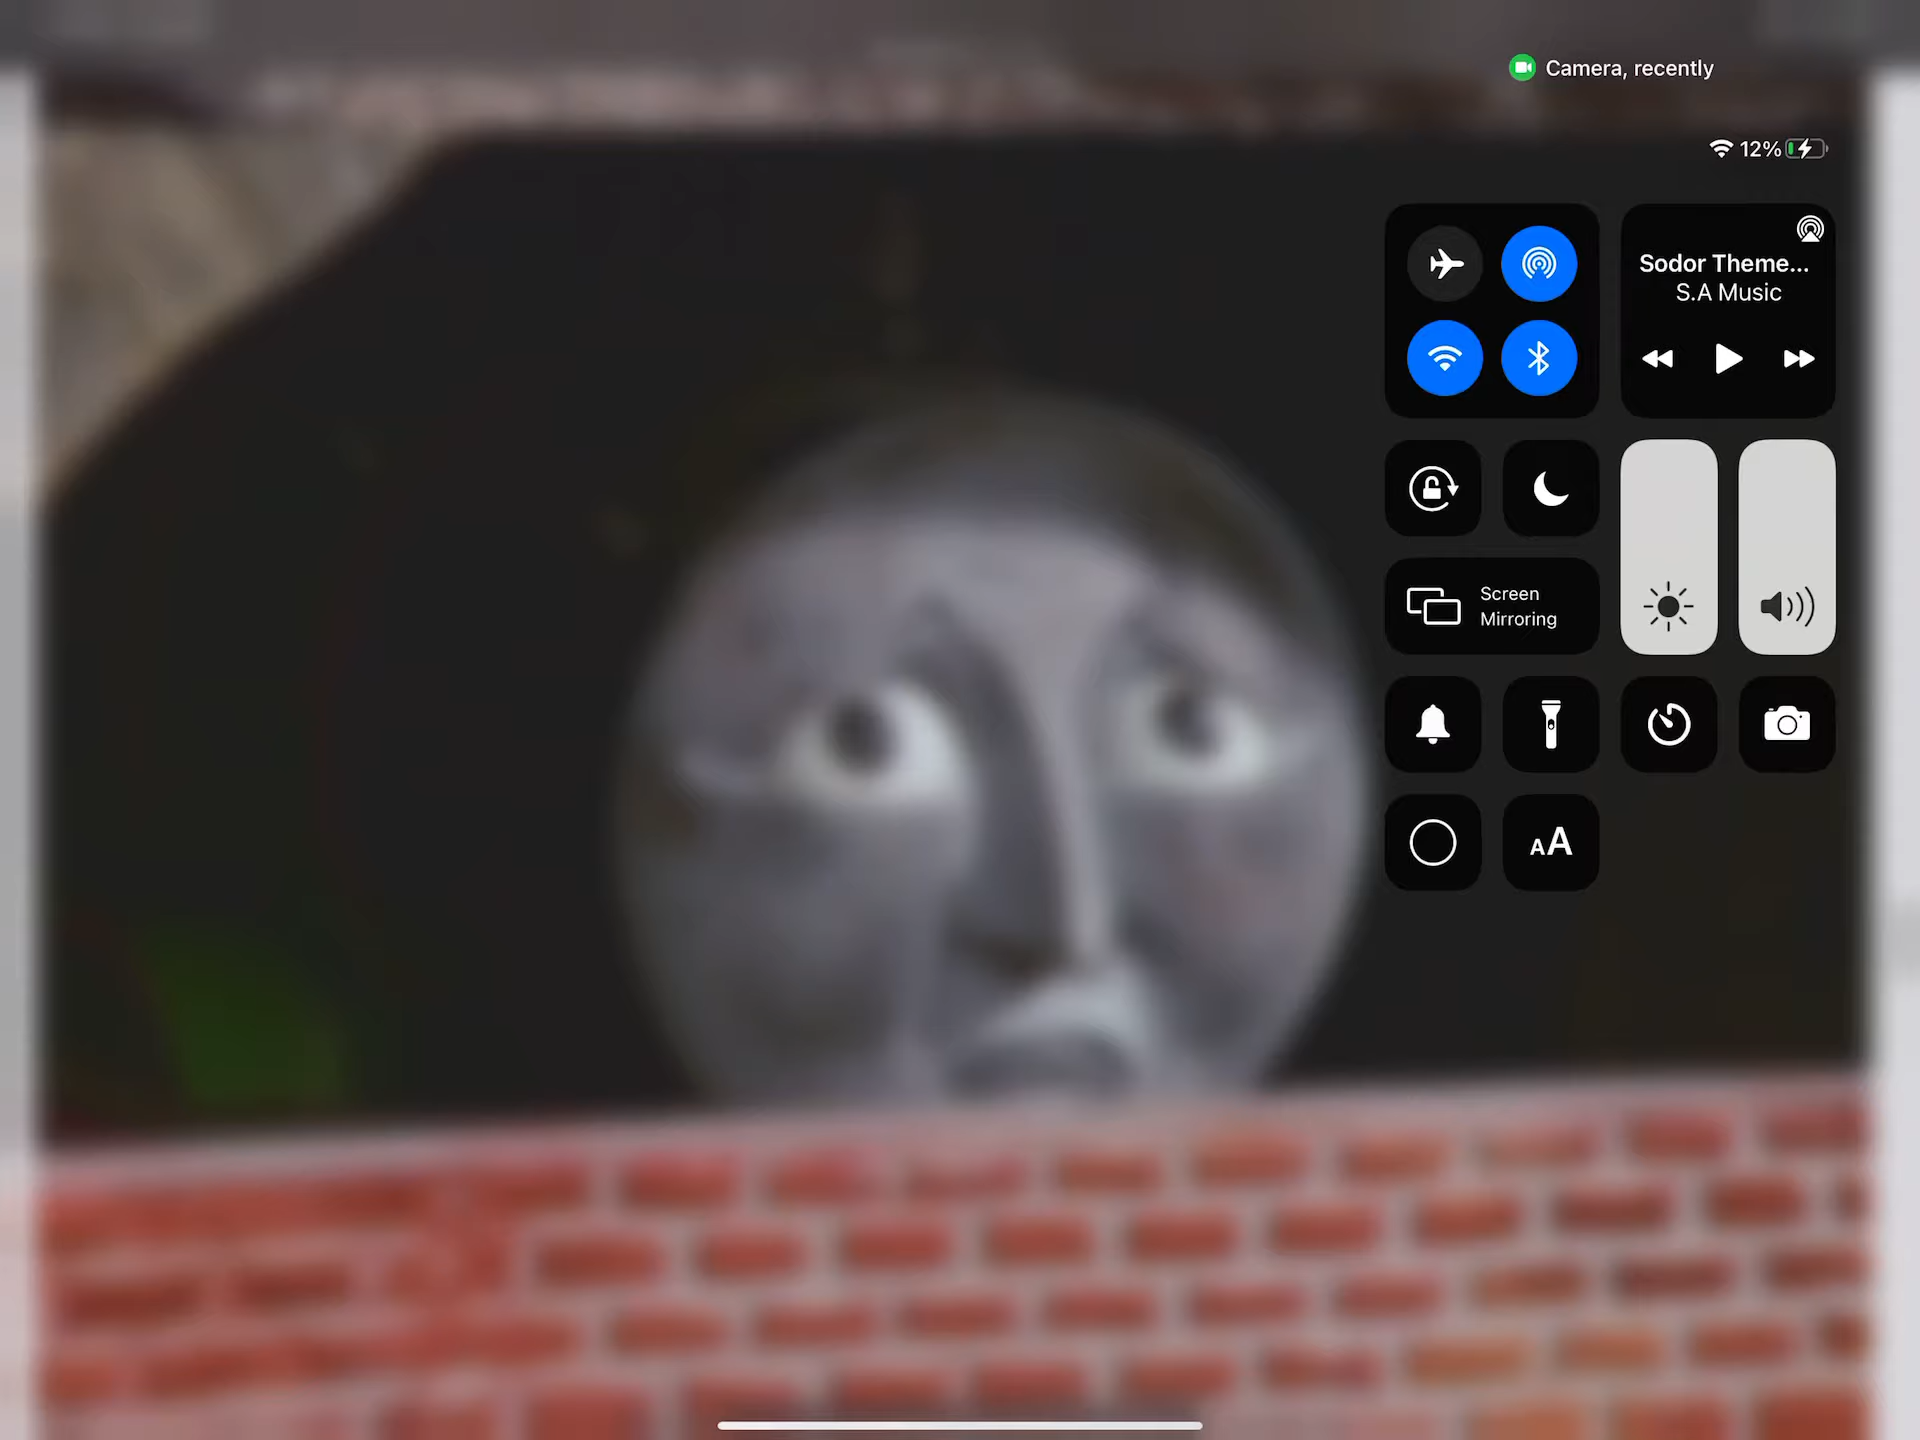 Camera, recently
12%
Sodor Theme...
S.A Music
Screen
Mirroring
AA